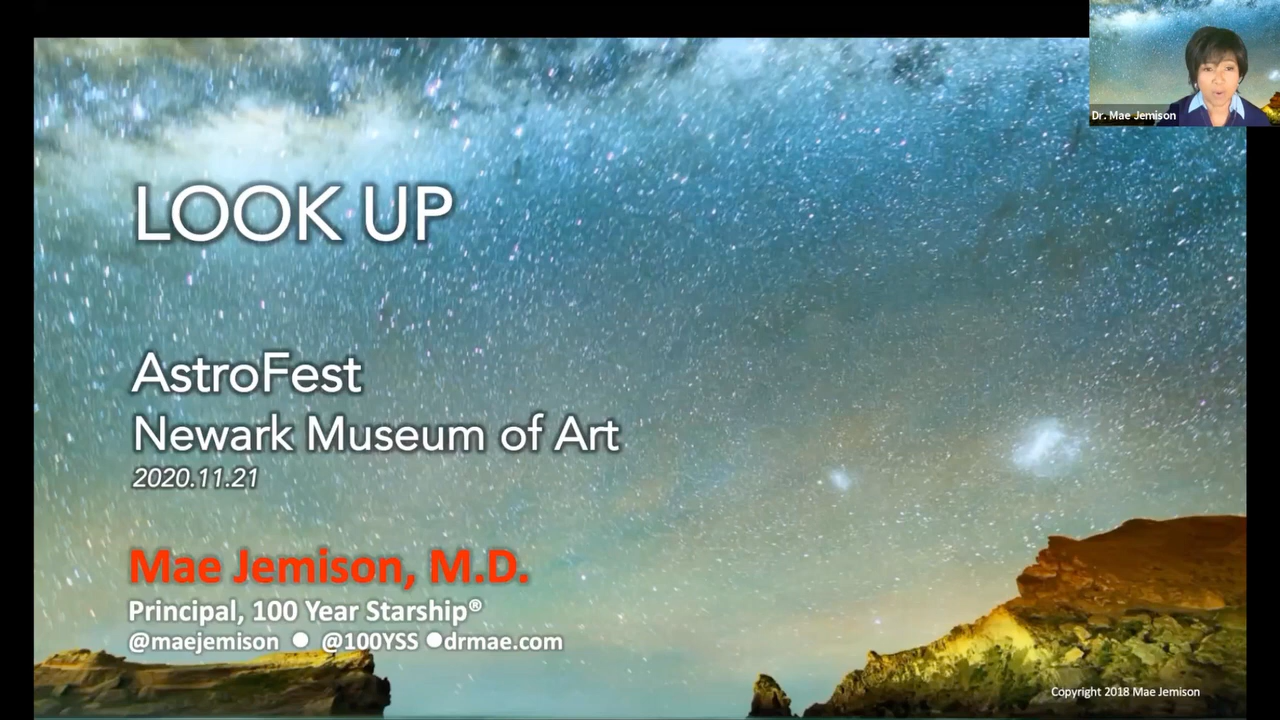 Dr. Mae Jemison
LOOK UP
AstroFest
Newark Museum of Art
2020.11.21
Mae Jemison, M.D.
Principal, 100 Year Starship®
@maejemison ● @100YSS ●drmae.com
Copyright 2018 Mae Jemison